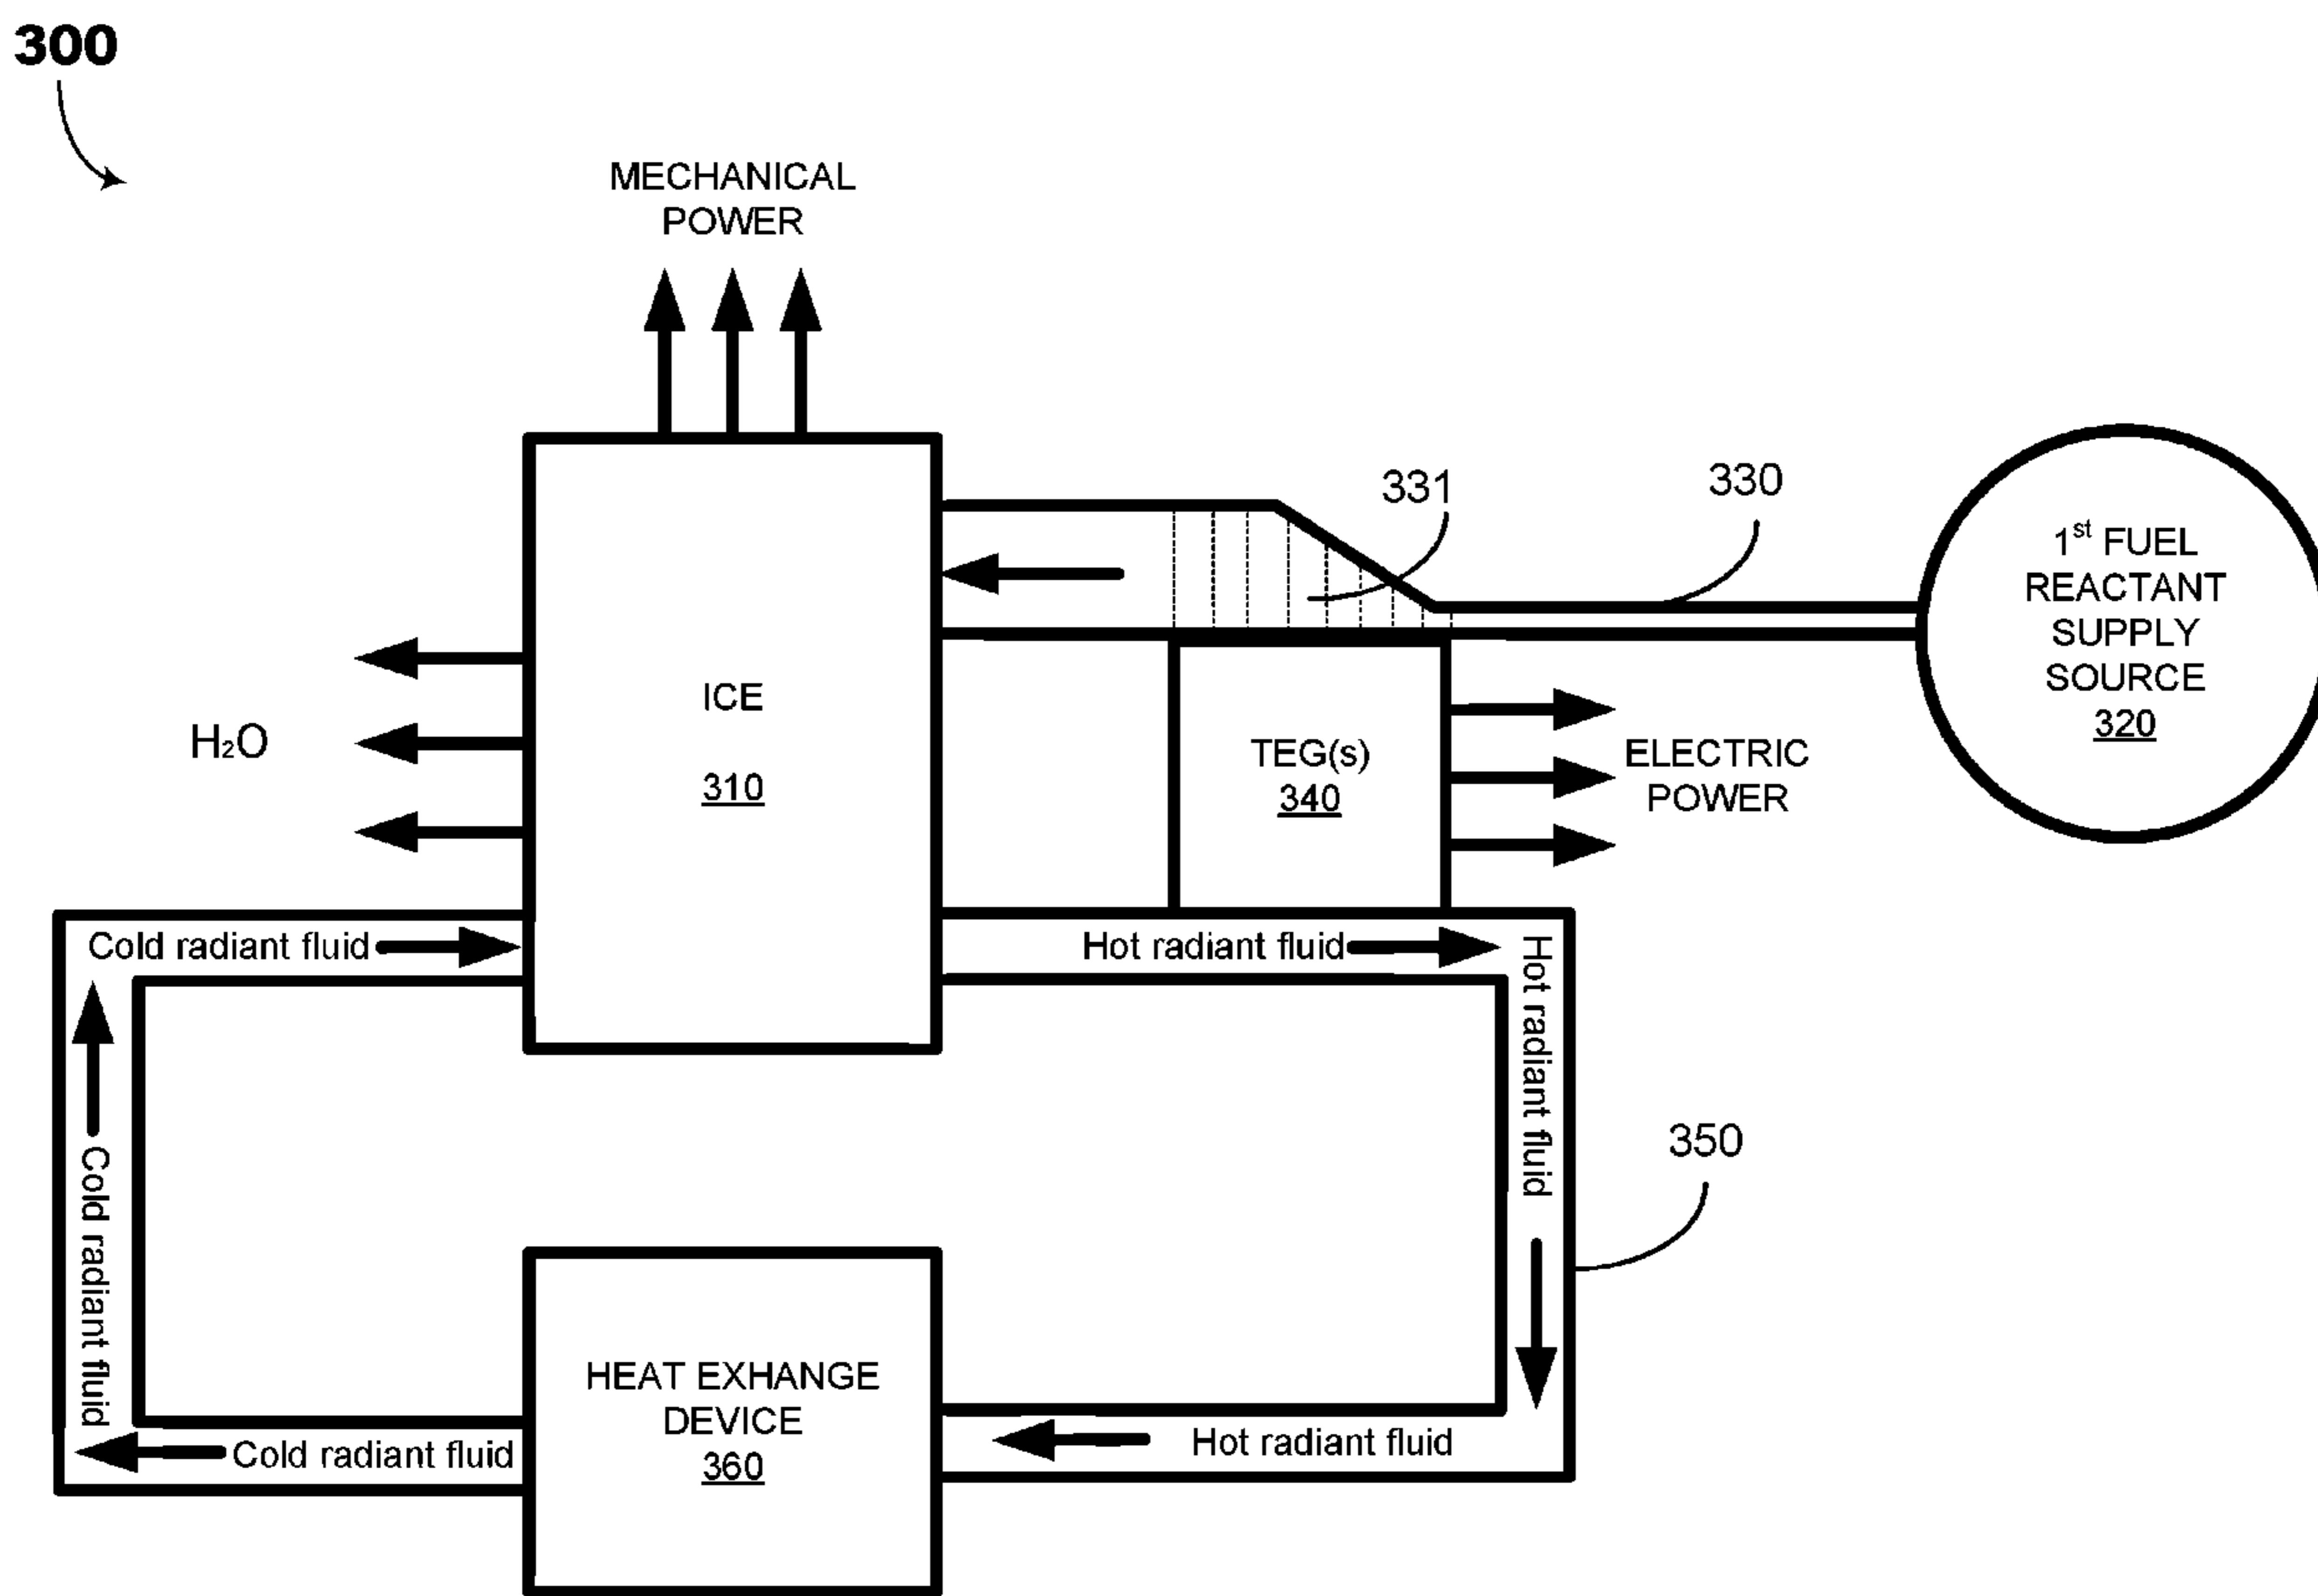 300
MECHANICAL
POWER
331
330
1st FUEL
REACTANT
SUPPLY
SOURCE
320
ICE
310
H₂O
TEG(s)
340
ELECTRIC
POWER
Cold radiant fluid
Hot radiant fluid
Hot radiant fluid
Cold radiant fluid
350
HEAT EXHANGE
DEVICE
360
Cold radiant fluid
Hot radiant fluid